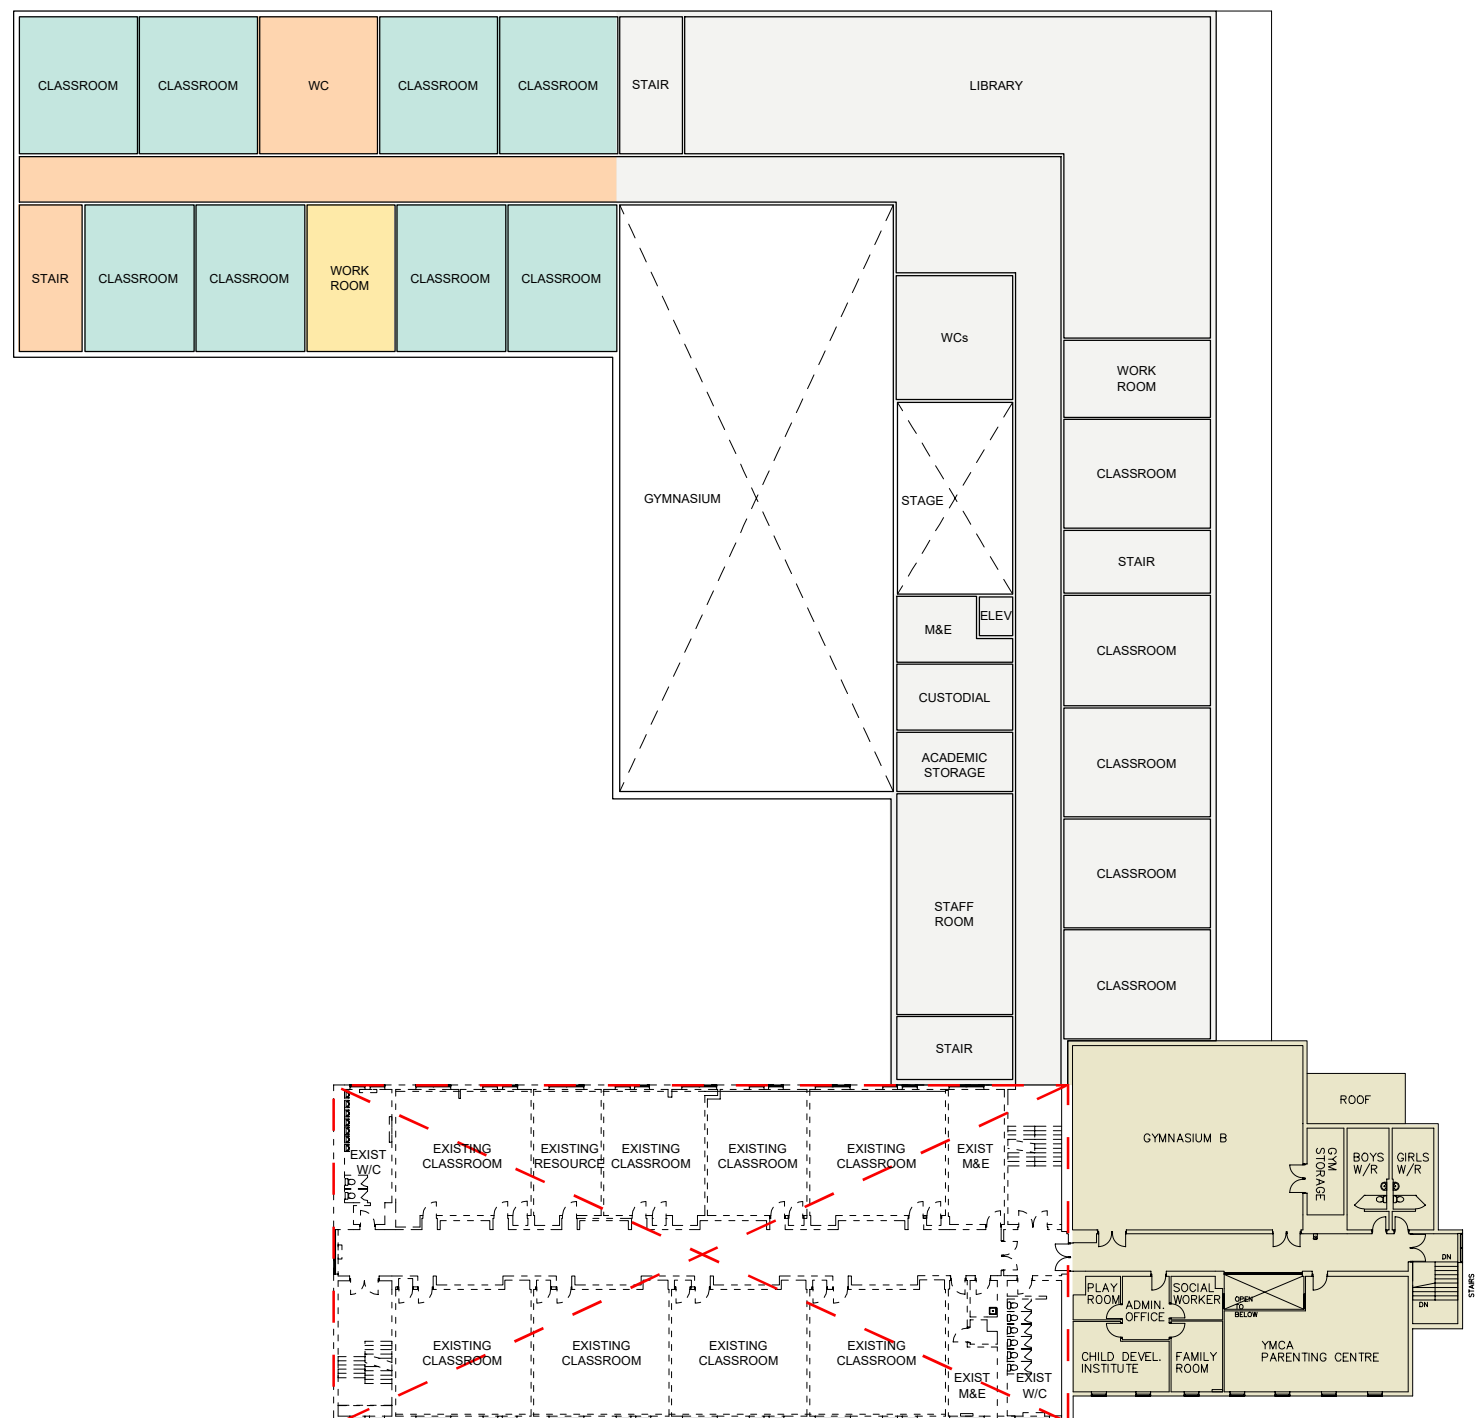 CLASSROOM
CLASSROOM
WC
CLASSROOM
CLASSROOM
STAIR
LIBRARY
STAIR
CLASSROOM
CLASSROOM
WORK
ROOM
CLASSROOM
CLASSROOM
WCs
WORK
ROOM
CLASSROOM
GYMNASIUM
STAGE
STAIR
ELEV
M&E
CLASSROOM
CUSTODIAL
ACADEMIC
STORAGE
CLASSROOM
CLASSROOM
STAFF
ROOM
CLASSROOM
STAIR
ROOF
GYMNASIUM B
EXIST
W/C
EXISTING
CLASSROOM
EXISTING
RESOURCE
EXISTING
CLASSROOM
EXISTING
CLASSROOM
EXISTING
CLASSROOM
EXIST
M&E
GYM
STORAGE
BOYS
W/R
GIRLS
W/R
DN
STAIRS
PLAY
ROOM
ADMIN.
OFFICE
SOCIAL
WORKER
OPEN
TO
BELOW
DN
EXISTING
CLASSROOM
EXISTING
CLASSROOM
EXISTING
CLASSROOM
EXISTING
CLASSROOM
EXIST
M&E
EXIST
W/C
CHILD DEVEL.
INSTITUTE
FAMILY
ROOM
YMCA
PARENTING CENTRE